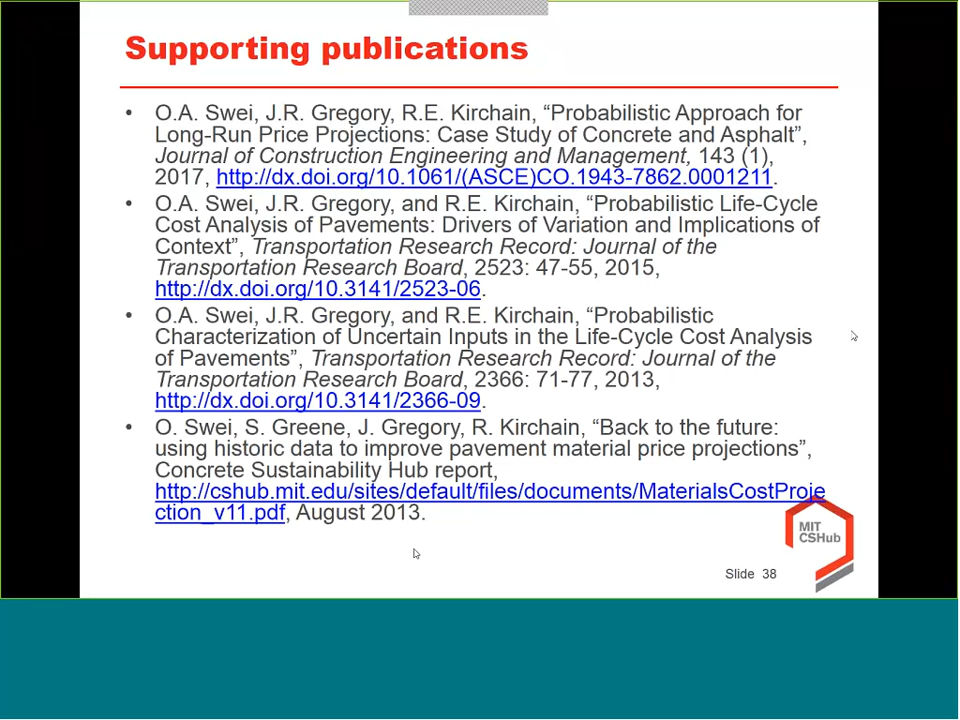 Supporting publications
• O.A. Swei, J.R. Gregory, R.E. Kirchain, “Probabilistic Approach for
Long-Run Price Projections: Case Study of Concrete and Asphalt”,
Journal of Construction Engineering and Management, 143 (1),
2017, http://dx.doi.org/10.1061/(ASCE)CO.1943-7862.0001211.
• O.A. Swei, J.R. Gregory, and R.E. Kirchain, “Probabilistic Life-Cycle
Cost Analysis of Pavements: Drivers of Variation and Implications of
Context”, Transportation Research Record: Journal of the
Transportation Research Board, 2523: 47-55, 2015,
http://dx.doi.org/10.3141/2523-06.
• O.A. Swei, J.R. Gregory, and R.E. Kirchain, “Probabilistic
Characterization of Uncertain Inputs in the Life-Cycle Cost Analysis
of Pavements”, Transportation Research Record: Journal of the
Transportation Research Board, 2366: 71-77, 2013,
http://dx.doi.org/10.3141/2366-09.
• O. Swei, S. Greene, J. Gregory, R. Kirchain, “Back to the future:
using historic data to improve pavement material price projections”,
Concrete Sustainability Hub report,
http://cshub.mit.edu/sites/default/files/documents/MaterialsCostProje
ction_v11.pdf, August 2013.
MIT
CSHub
Slide 38